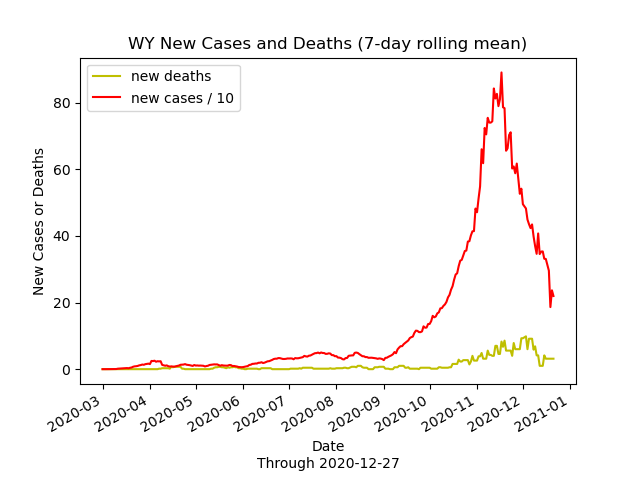 WY New Cases and Deaths (7-day rolling mean)
new deaths
new cases / 10
New Cases or Deaths
80
60
40
20
0
2020-03
2020-04
2020-05
2020-06
2020-07
2020-08
2020-09
2020-10
2020-11
2020-12
2021-01
Date
Through 2020-12-27